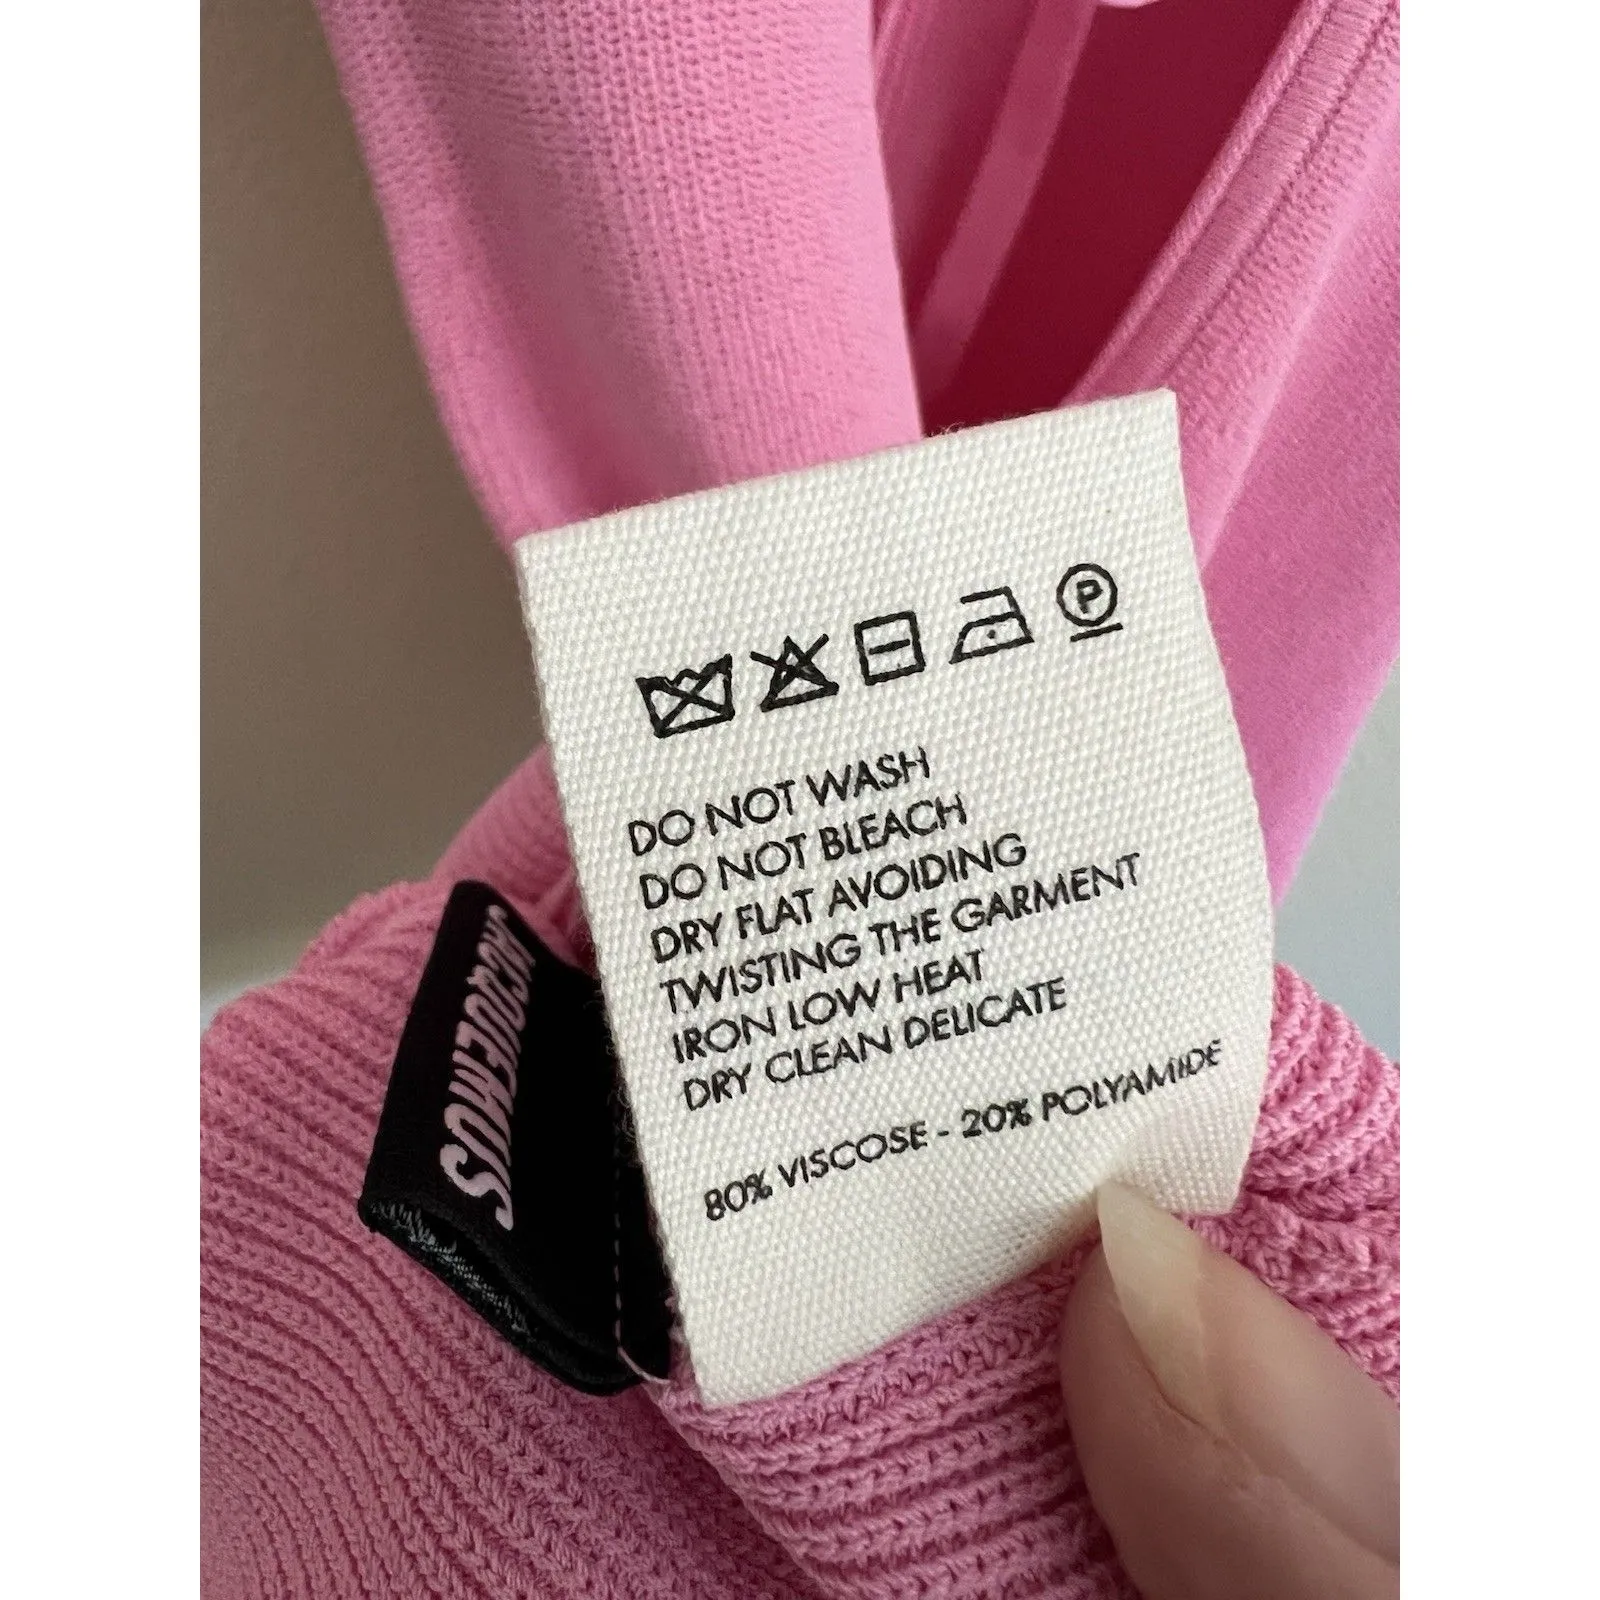 P
DO NOT WASH
DO NOT BLEACH
DRY FLAT AVOIDING
TWISTING THE GARMENT
IRON LOW HEAT
DRY CLEAN DELICATE
80% VISCOSE - 20% POLYAMIDE
JACQUEMUS